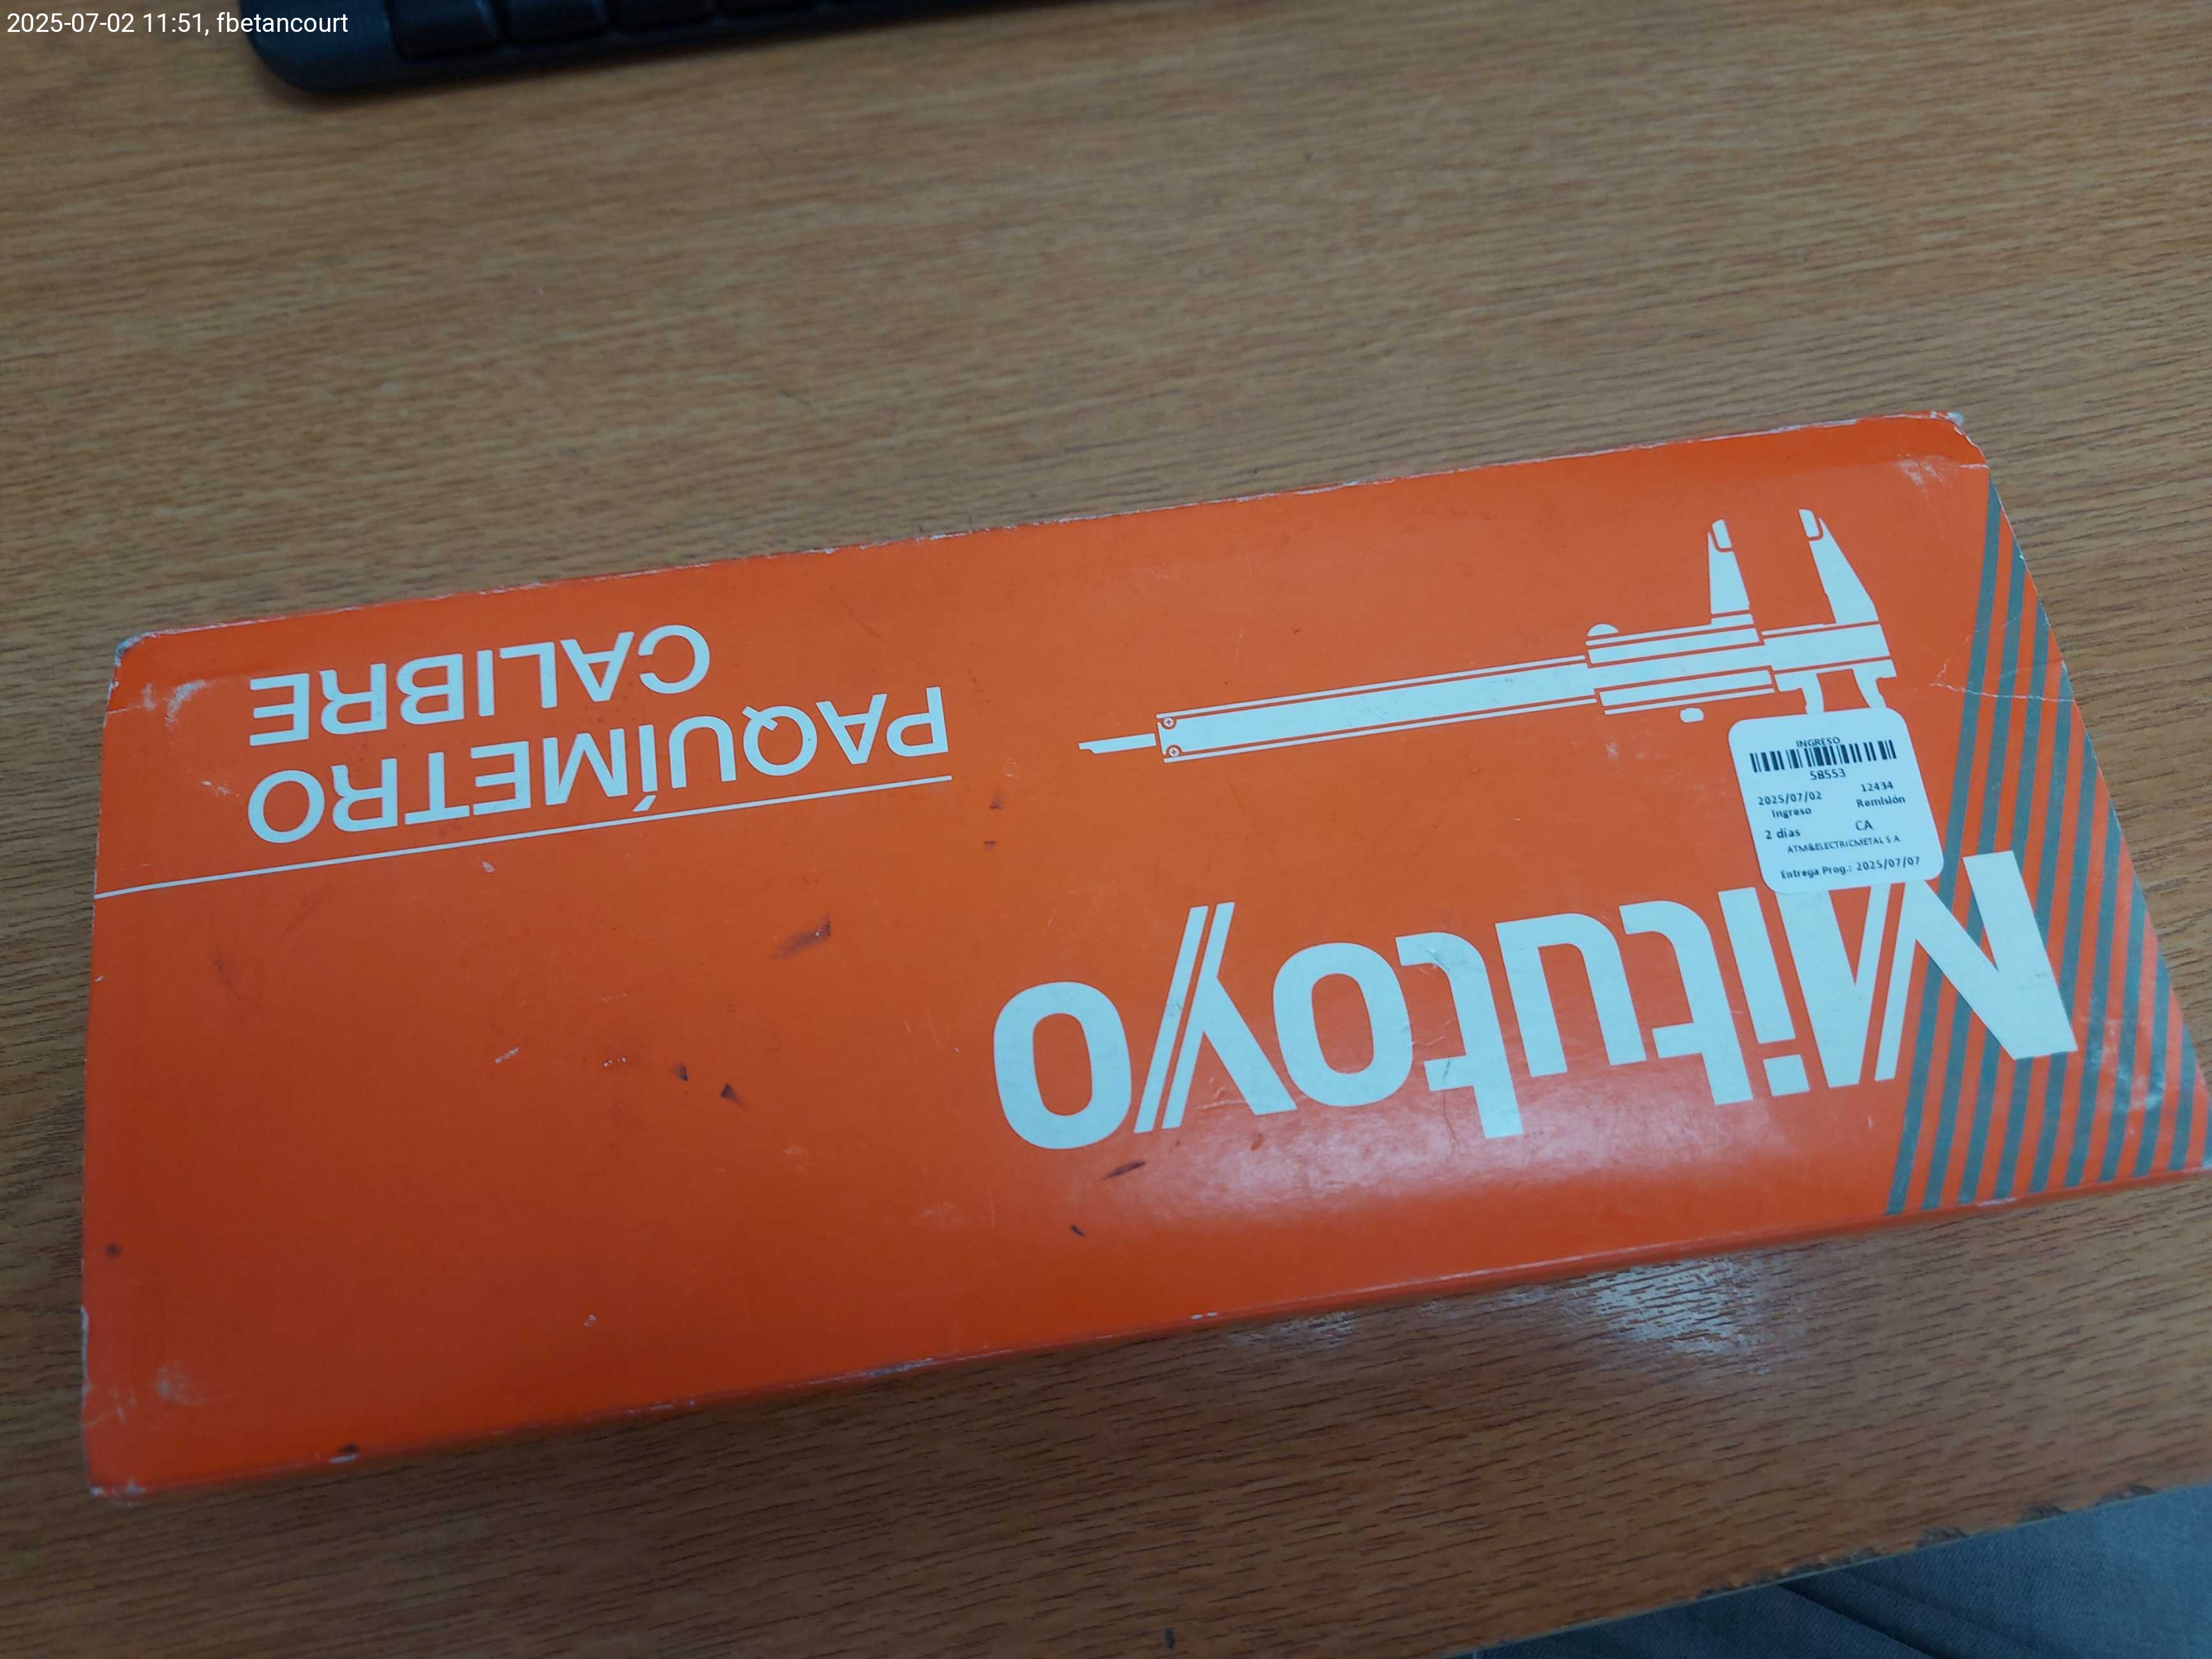 2025-07-02 11:51, fbetancourt
Mitutoyo
PAQUÍMETRO
CALIBRE
INGRESO
58553
2025/07/02 12434
Ingreso Remisión
2 días CA
ATM&ELECTRICMETAL S.A.
Entrega Prog.: 2025/07/07